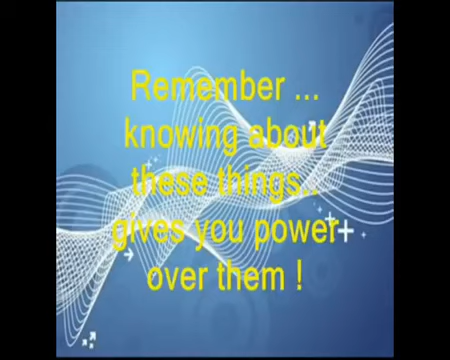 Remember ...
knowing about
these things..
gives you power
over them !